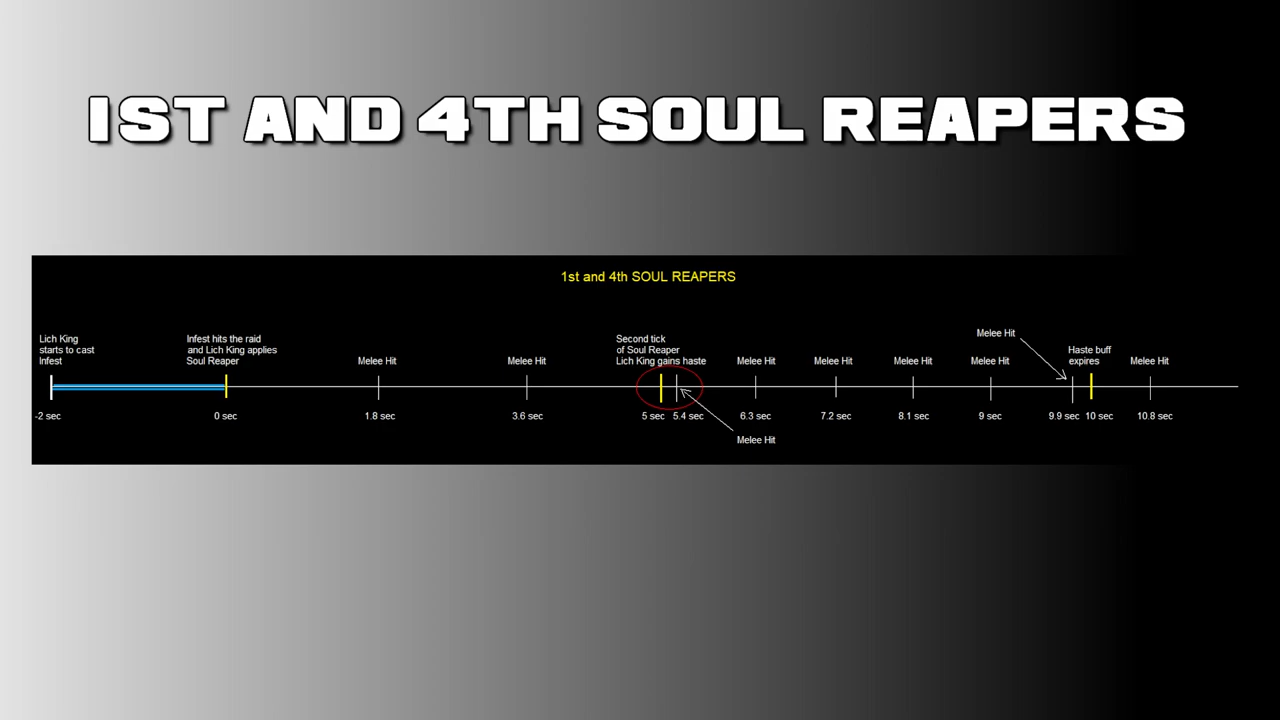 1ST AND 4TH SOUL REAPERS
1st and 4th SOUL REAPERS
Lich King
starts to cast
Infest
Infest hits the raid
and Lich King applies
Soul Reaper
Melee Hit
Melee Hit
Second tick
of Soul Reaper
Lich King gains haste
Melee Hit
Melee Hit
Melee Hit
Melee Hit
Melee Hit
Haste buff
expires
Melee Hit
-2 sec
0 sec
1.8 sec
3.6 sec
5 sec
5.4 sec
6.3 sec
7.2 sec
8.1 sec
9 sec
9.9 sec
10 sec
10.8 sec
Melee Hit